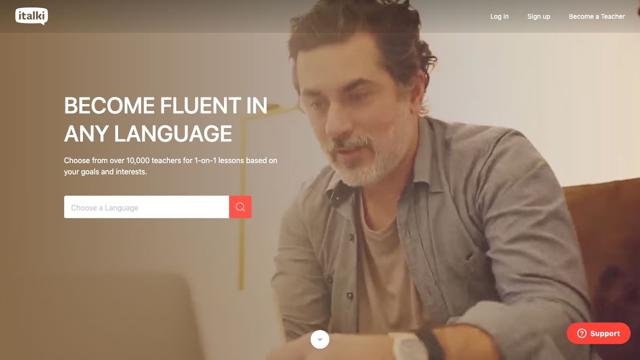 italki
Log in
Sign up
Become a Teacher
BECOME FLUENT IN
ANY LANGUAGE
Choose from over 10,000 teachers for 1-on-1 lessons based on
your goals and interests.
Choose a Language
Support